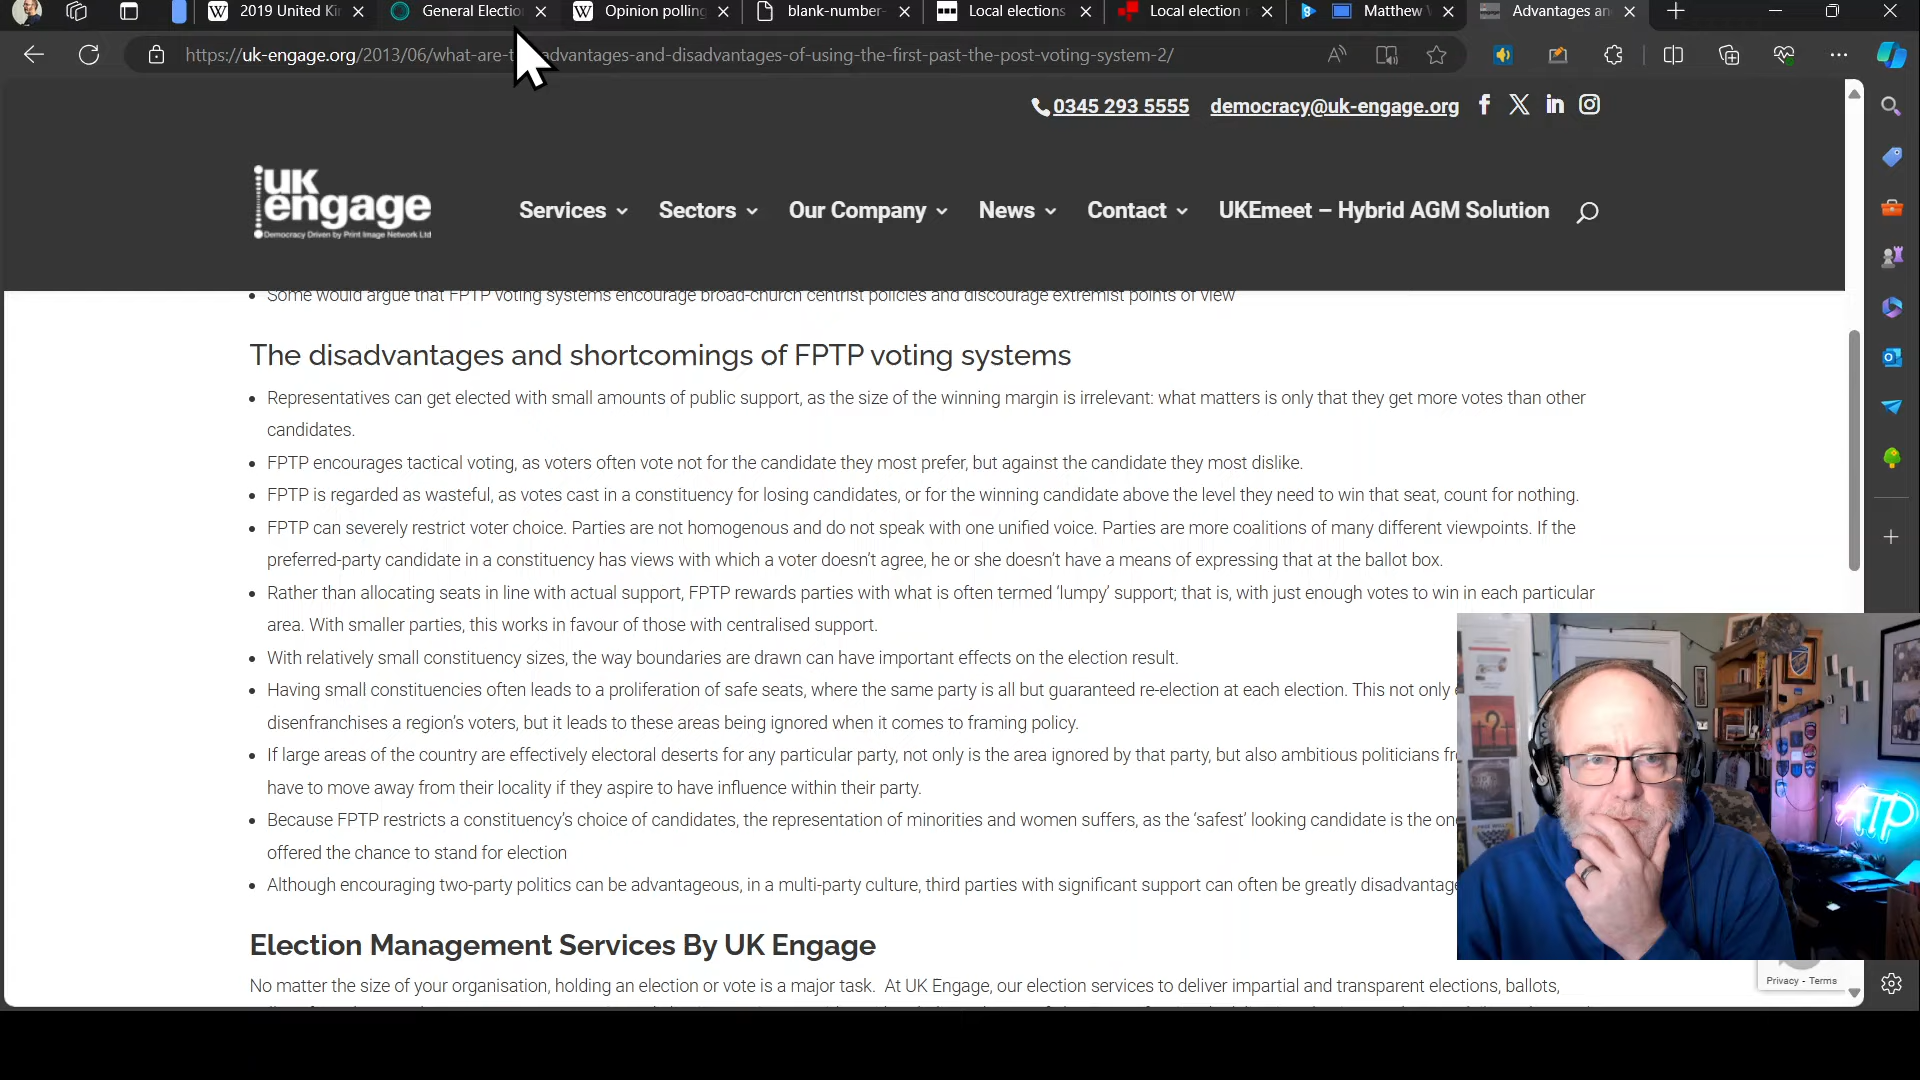 2019 United Ki
General Electio
Opinion polling
blank-number-
Local elections
Local election r
Matthew
Advantages an
https://uk-engage.org/2013/06/what-are-t advantages-and-disadvantages-of-using-the-first-past-the-post-voting-system-2/
0345 293 5555 democracy@uk-engage.org
UK
engage
Democracy Driven by Print Image Network Ltd
Services Sectors Our Company News Contact UKEmeet – Hybrid AGM Solution
Some would argue that FPTP voting systems encourage broad-church centrist policies and discourage extremist points of view
The disadvantages and shortcomings of FPTP voting systems
Representatives can get elected with small amounts of public support, as the size of the winning margin is irrelevant: what matters is only that they get more votes than other
candidates.
FPTP encourages tactical voting, as voters often vote not for the candidate they most prefer, but against the candidate they most dislike.
FPTP is regarded as wasteful, as votes cast in a constituency for losing candidates, or for the winning candidate above the level they need to win that seat, count for nothing.
FPTP can severely restrict voter choice. Parties are not homogenous and do not speak with one unified voice. Parties are more coalitions of many different viewpoints. If the
preferred-party candidate in a constituency has views with which a voter doesn't agree, he or she doesn't have a means of expressing that at the ballot box.
Rather than allocating seats in line with actual support, FPTP rewards parties with what is often termed 'lumpy' support; that is, with just enough votes to win in each particular
area. With smaller parties, this works in favour of those with centralised support.
With relatively small constituency sizes, the way boundaries are drawn can have important effects on the election result.
Having small constituencies often leads to a proliferation of safe seats, where the same party is all but guaranteed re-election at each election. This not only
disenfranchises a region's voters, but it leads to these areas being ignored when it comes to framing policy.
If large areas of the country are effectively electoral deserts for any particular party, not only is the area ignored by that party, but also ambitious politicians fr
have to move away from their locality if they aspire to have influence within their party.
Because FPTP restricts a constituency's choice of candidates, the representation of minorities and women suffers, as the 'safest' looking candidate is the on
offered the chance to stand for election
Although encouraging two-party politics can be advantageous, in a multi-party culture, third parties with significant support can often be greatly disadvantage
ATP
Election Management Services By UK Engage
No matter the size of your organisation, holding an election or vote is a major task. At UK Engage, our election services to deliver impartial and transparent elections, ballots,
Privacy - Terms